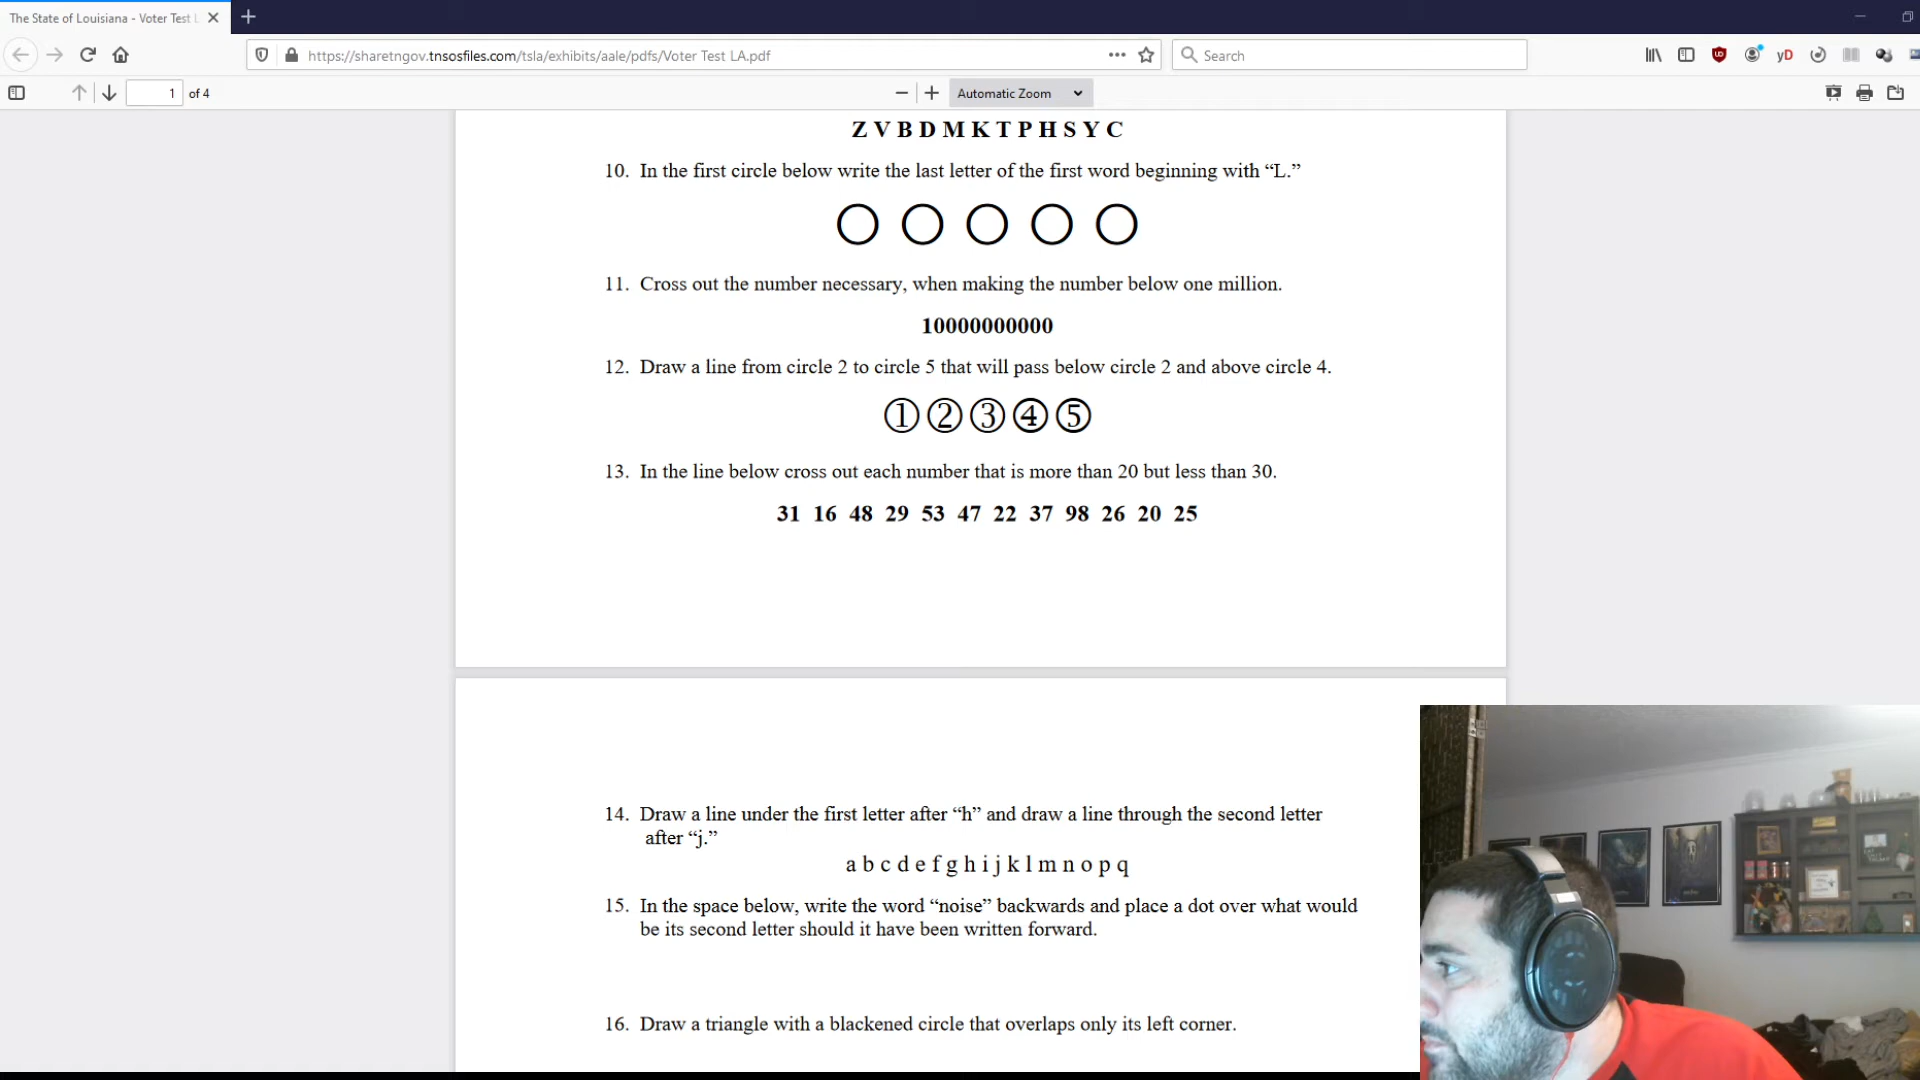 The State of Louisiana - Voter Test L
https://sharetngov.tnsosfiles.com/tsla/exhibits/aale/pdfs/Voter Test LA.pdf
Search
yD
1 of 4
Automatic Zoom
Z V B D M K T P H S Y C
10. In the first circle below write the last letter of the first word beginning with “L.”
11. Cross out the number necessary, when making the number below one million.
10000000000
12. Draw a line from circle 2 to circle 5 that will pass below circle 2 and above circle 4.
① ② ③ ④ ⑤
13. In the line below cross out each number that is more than 20 but less than 30.
31 16 48 29 53 47 22 37 98 26 20 25
14. Draw a line under the first letter after “h” and draw a line through the second letter
after “j.”
a b c d e f g h i j k l m n o p q
15. In the space below, write the word “noise” backwards and place a dot over what would
be its second letter should it have been written forward.
16. Draw a triangle with a blackened circle that overlaps only its left corner.